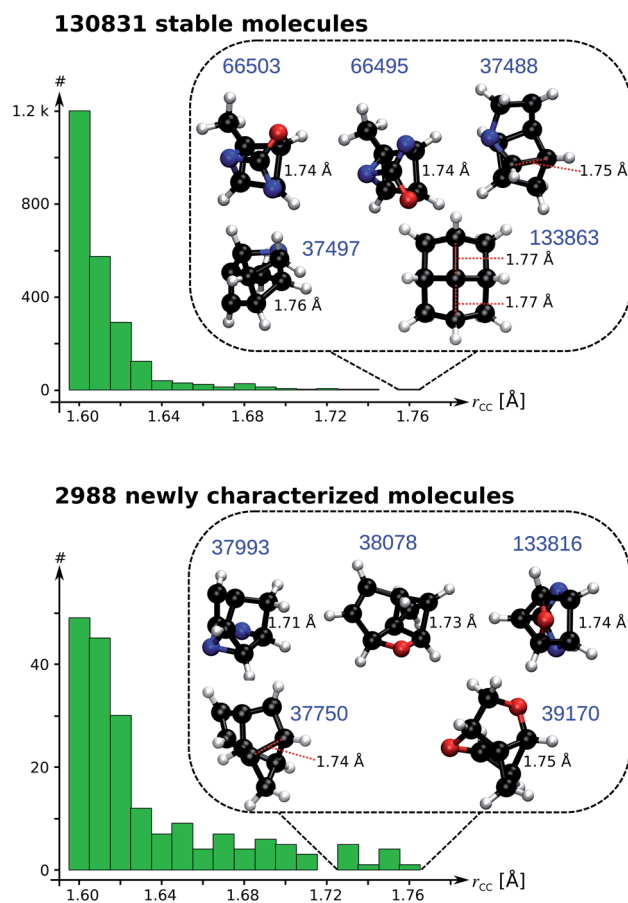 130831 stable molecules
#
66503
66495
37488
1.2 k
1.74 Å
1.74 Å
1.75 Å
800
37497
133863
1.77 Å
400
1.76 Å
1.77 Å
0
1.60
1.64
1.68
1.72
1.76
rCC [Å]
2988 newly characterized molecules
#
37993
38078
133816
1.71 Å
1.73 Å
1.74 Å
40
37750
39170
1.74 Å
1.75 Å
20
0
1.60
1.64
1.68
1.72
1.76
rCC [Å]